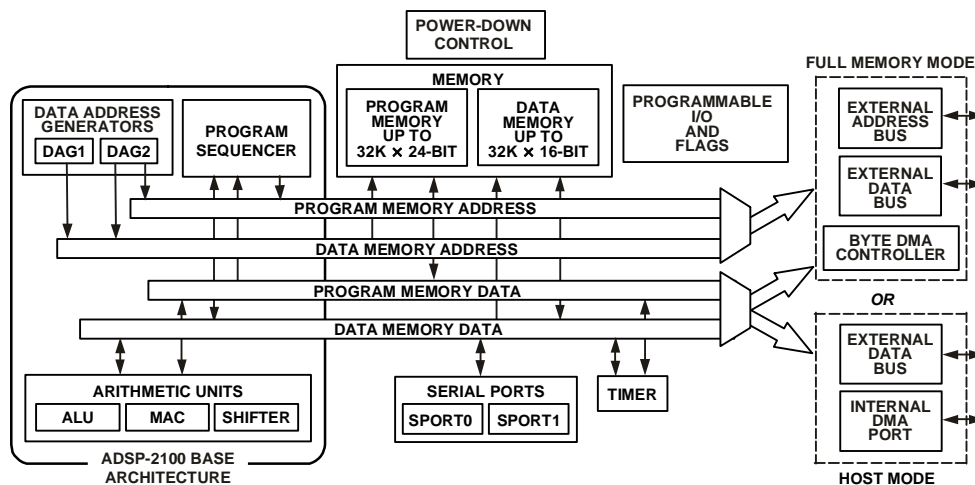 POWER-DOWN
CONTROL
FULL MEMORY MODE
MEMORY
PROGRAM
MEMORY
UP TO
32K × 24-BIT
DATA
MEMORY
UP TO
32K × 16-BIT
PROGRAMMABLE
I/O
AND
FLAGS
EXTERNAL
ADDRESS
BUS
DATA ADDRESS
GENERATORS
DAG1
DAG2
PROGRAM
SEQUENCER
EXTERNAL
DATA
BUS
PROGRAM MEMORY ADDRESS
DATA MEMORY ADDRESS
BYTE DMA
CONTROLLER
PROGRAM MEMORY DATA
OR
DATA MEMORY DATA
EXTERNAL
DATA
BUS
ARITHMETIC UNITS
ALU
MAC
SHIFTER
SERIAL PORTS
SPORT0
SPORT1
TIMER
INTERNAL
DMA
PORT
ADSP-2100 BASE
ARCHITECTURE
HOST MODE